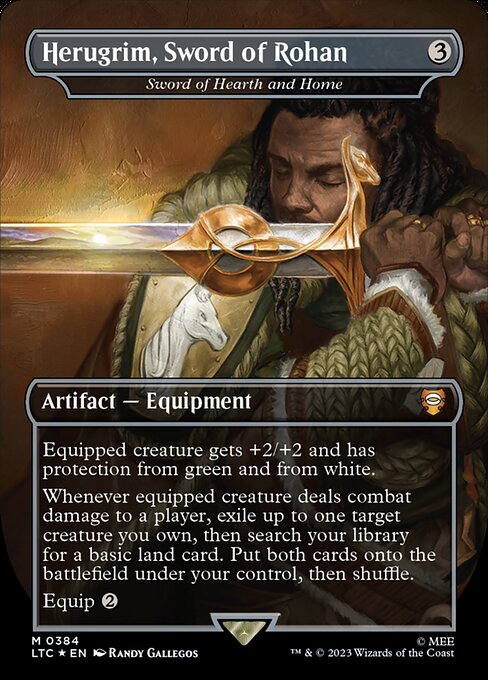 Herugrim, Sword of Rohan 3
Sword of Hearth and Home
Artifact — Equipment
Equipped creature gets +2/+2 and has
protection from green and from white.
Whenever equipped creature deals combat
damage to a player, exile up to one target
creature you own, then search your library
for a basic land card. Put both cards onto the
battlefield under your control, then shuffle.
Equip 2
M 0384 © MEE
LTC ★ EN RANDY GALLEGOS ™ & © 2023 Wizards of the Coast